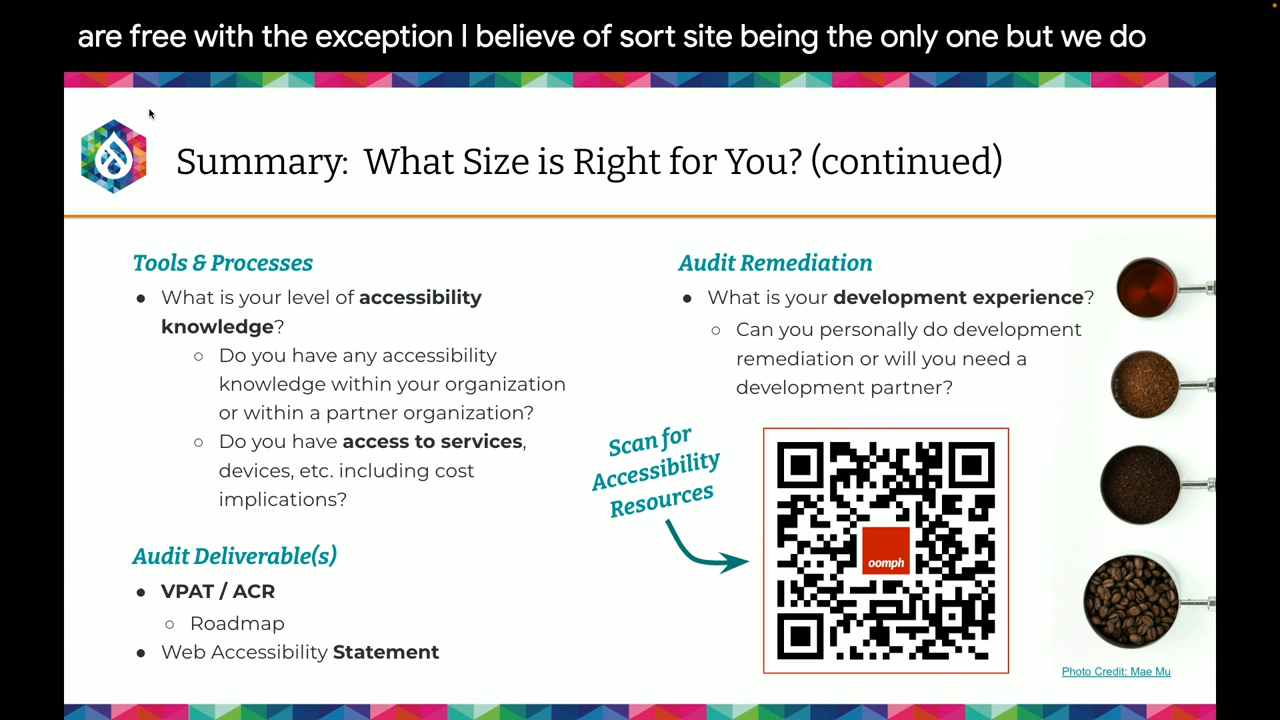 are free with the exception I believe of sort site being the only one but we do
Summary: What Size is Right for You? (continued)
Tools & Processes
● What is your level of accessibility
knowledge?
○ Do you have any accessibility
knowledge within your organization
or within a partner organization?
○ Do you have access to services,
devices, etc. including cost
implications?
Audit Deliverable(s)
● VPAT / ACR
○ Roadmap
● Web Accessibility Statement
Audit Remediation
● What is your development experience?
○ Can you personally do development
remediation or will you need a
development partner?
Scan for
Accessibility
Resources
oomph
Photo Credit: Mae Mu